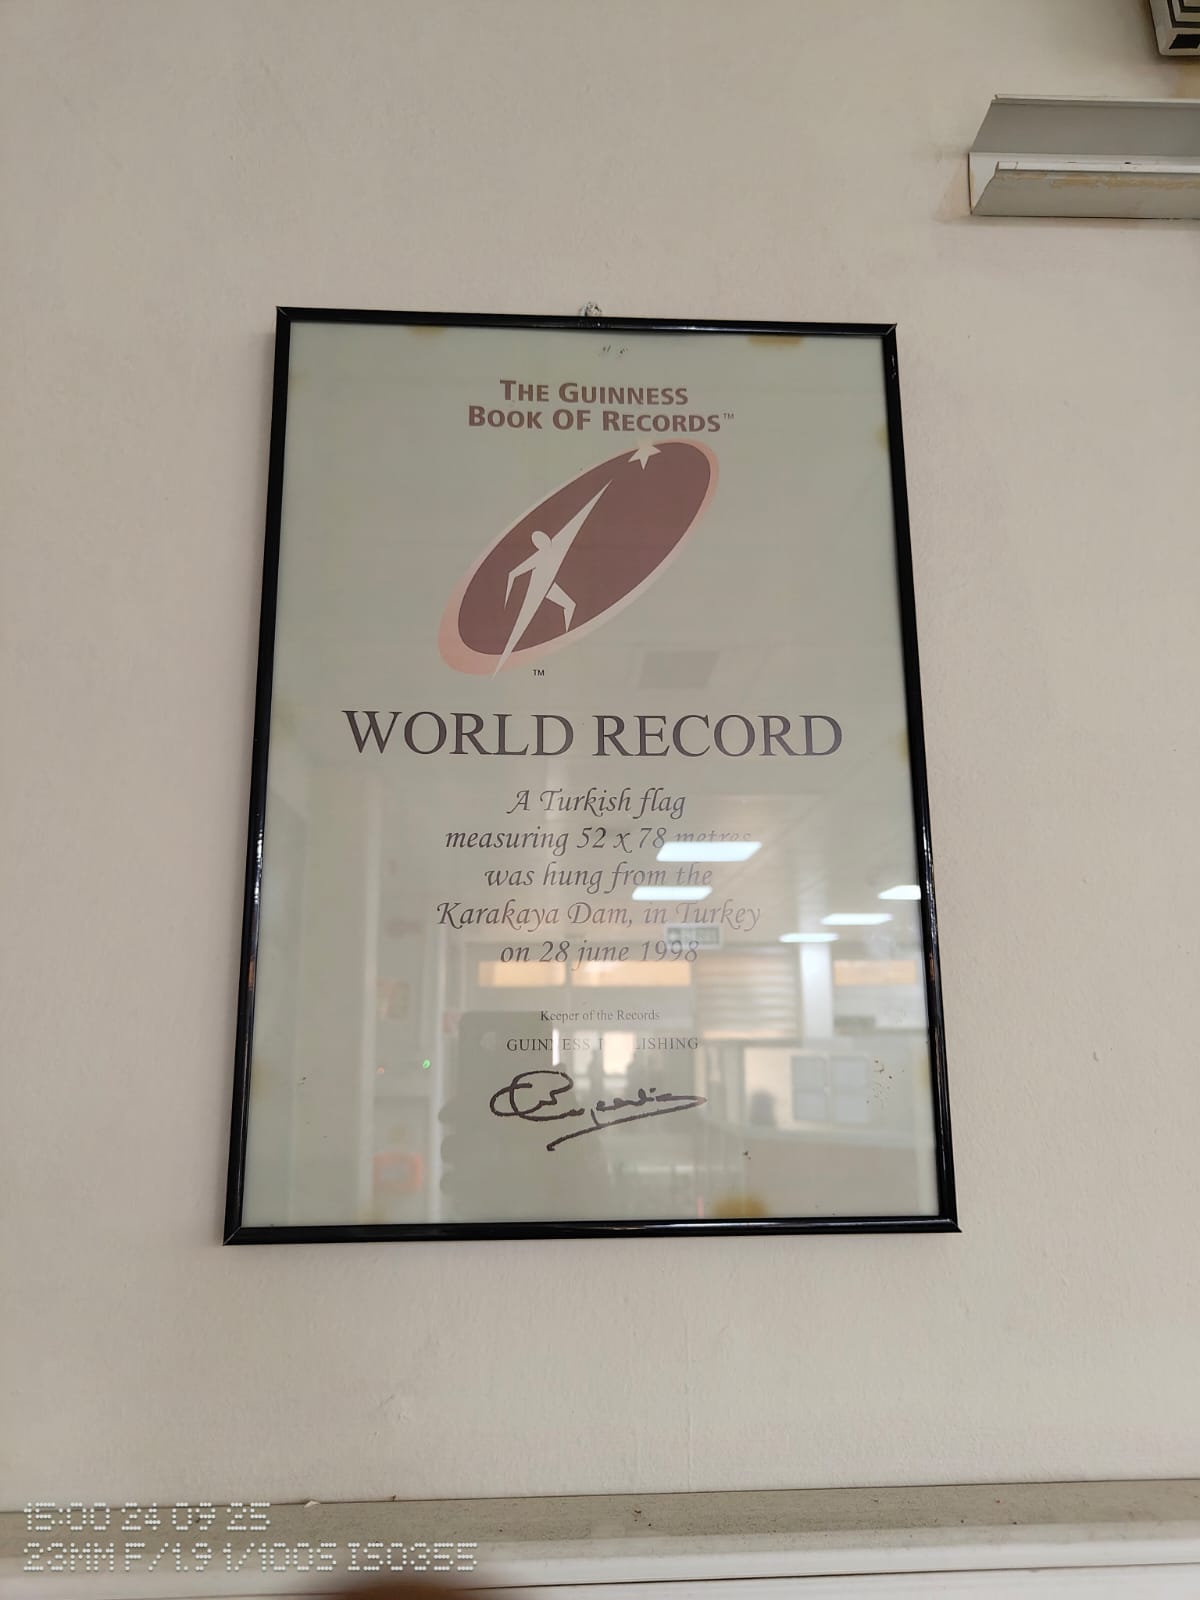 THE GUINNESS
BOOK OF RECORDS™
TM
WORLD RECORD
A Turkish flag
measuring 52 x 78 metres
was hung from the
Karakaya Dam, in Turkey
on 28 june 1998
Keeper of the Records
GUINNESS PUBLISHING
15:00 24 09 25
23MM F/1.9 1/100S ISO355